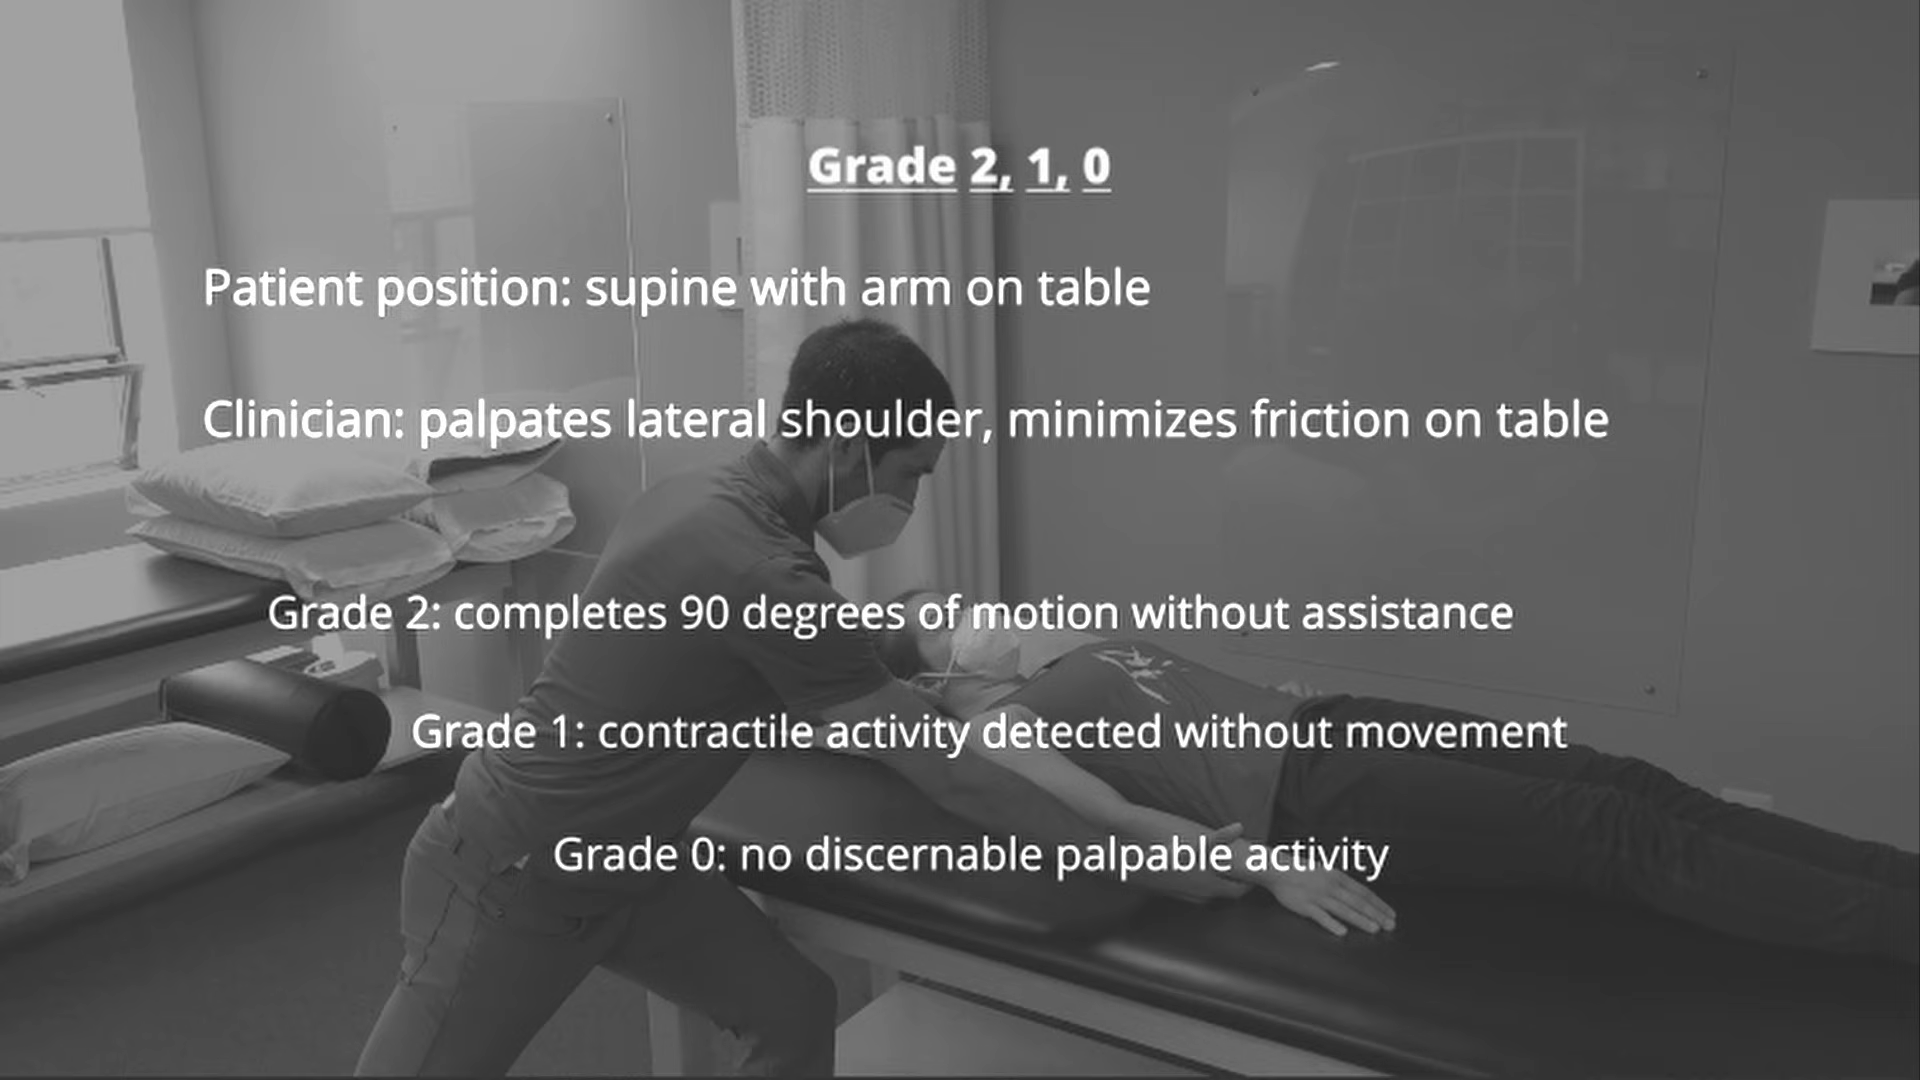 Grade 2, 1, 0
Patient position: supine with arm on table
Clinician: palpates lateral shoulder, minimizes friction on table
Grade 2: completes 90 degrees of motion without assistance
Grade 1: contractile activity detected without movement
Grade 0: no discernable palpable activity